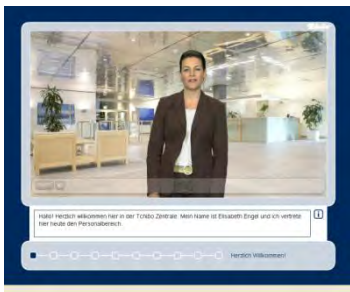 Tchibo
Hallo! Herzlich willkommen hier in der Tchibo Zentrale. Mein Name ist Elisabeth Engel und ich vertrete
hier heute den Personalbereich.
i
Herzlich Willkommen!